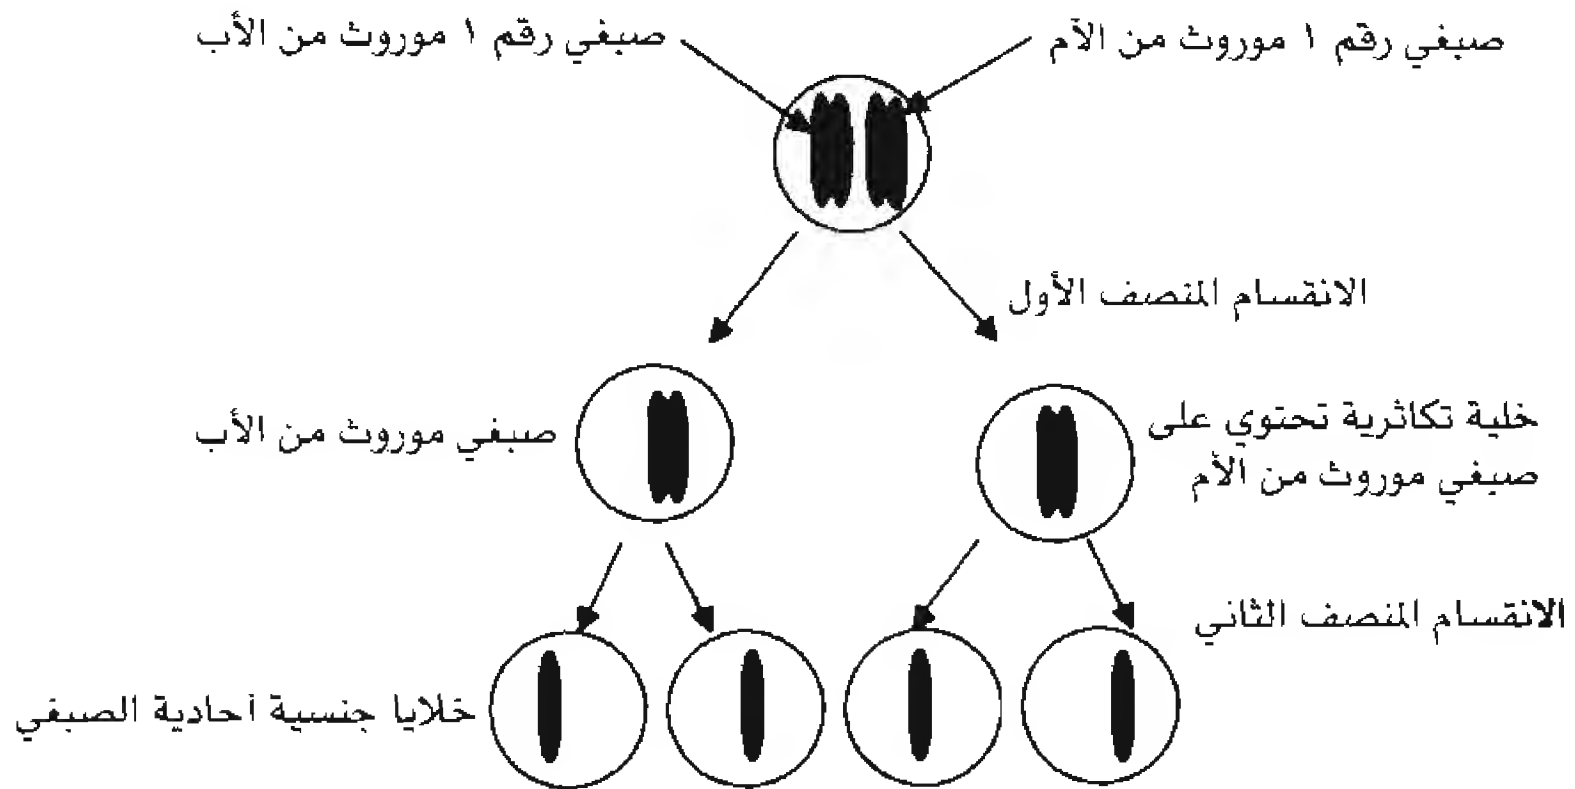 صبغي رقم ١ موروث من الأم
صبغي رقم ١ موروث من الأب
الانقسام المنصف الأول
خلية تكاثرية تحتوي على
صبغي موروث من الأم
صبغي موروث من الأب
الانقسام المنصف الثاني
خلايا جنسية أحادية الصبغي